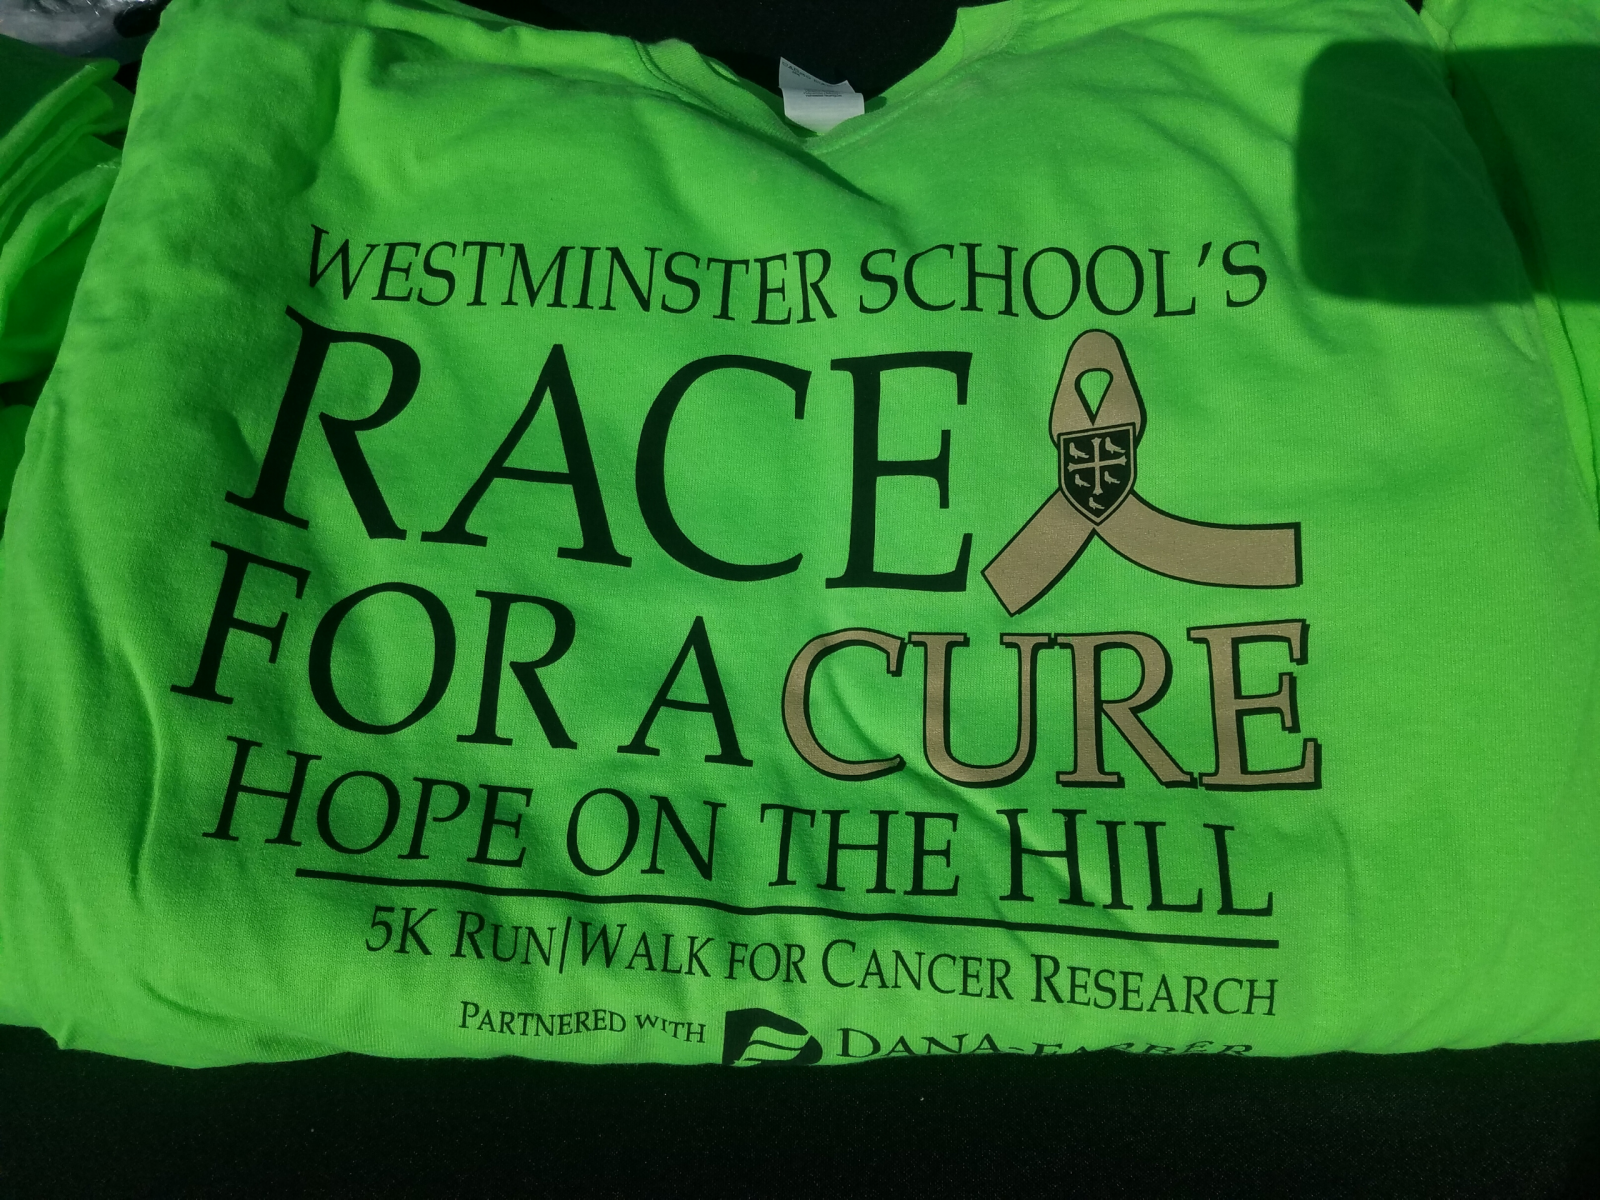 WESTMINSTER SCHOOL'S
RACE
FOR A CURE
HOPE ON THE HILL
5K RUN/WALK FOR CANCER RESEARCH
PARTNERED WITH DANA-FARBER